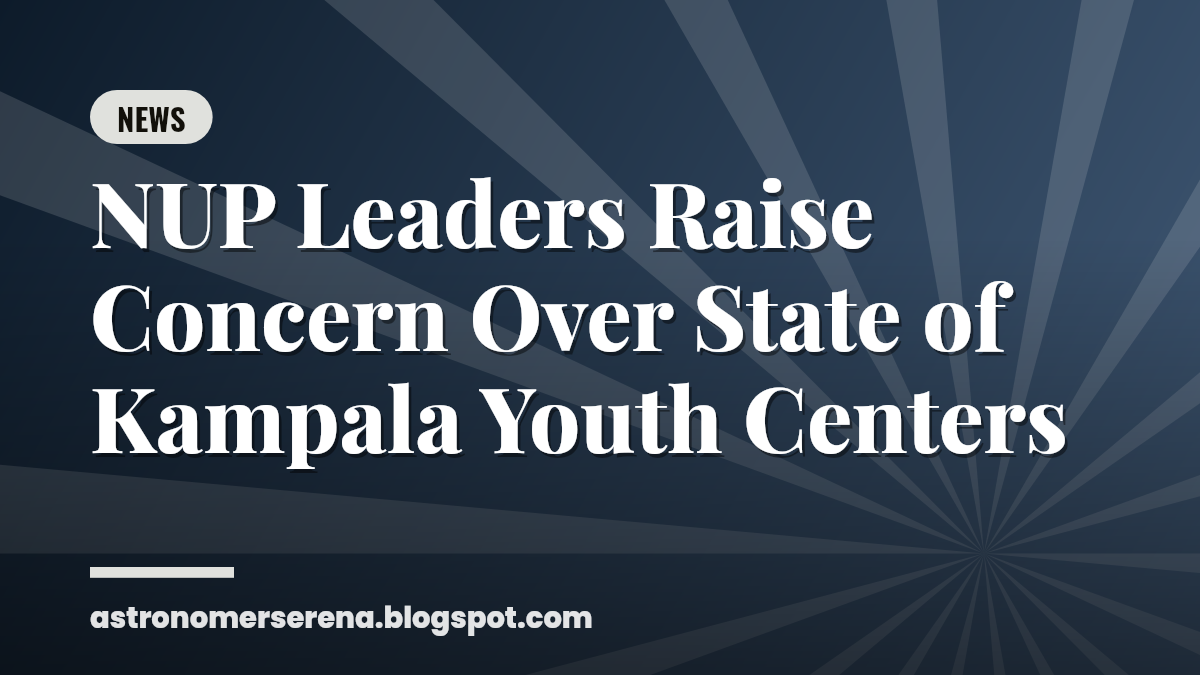 NEWS
NUP Leaders Raise
Concern Over State of
Kampala Youth Centers
astronomerserena.blogspot.com